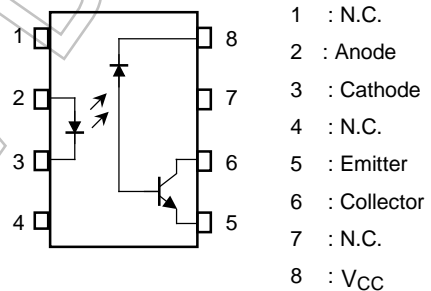 1
2
3
4
8
7
6
5
1 : N.C.
2 : Anode
3 : Cathode
4 : N.C.
5 : Emitter
6 : Collector
7 : N.C.
8 : VCC